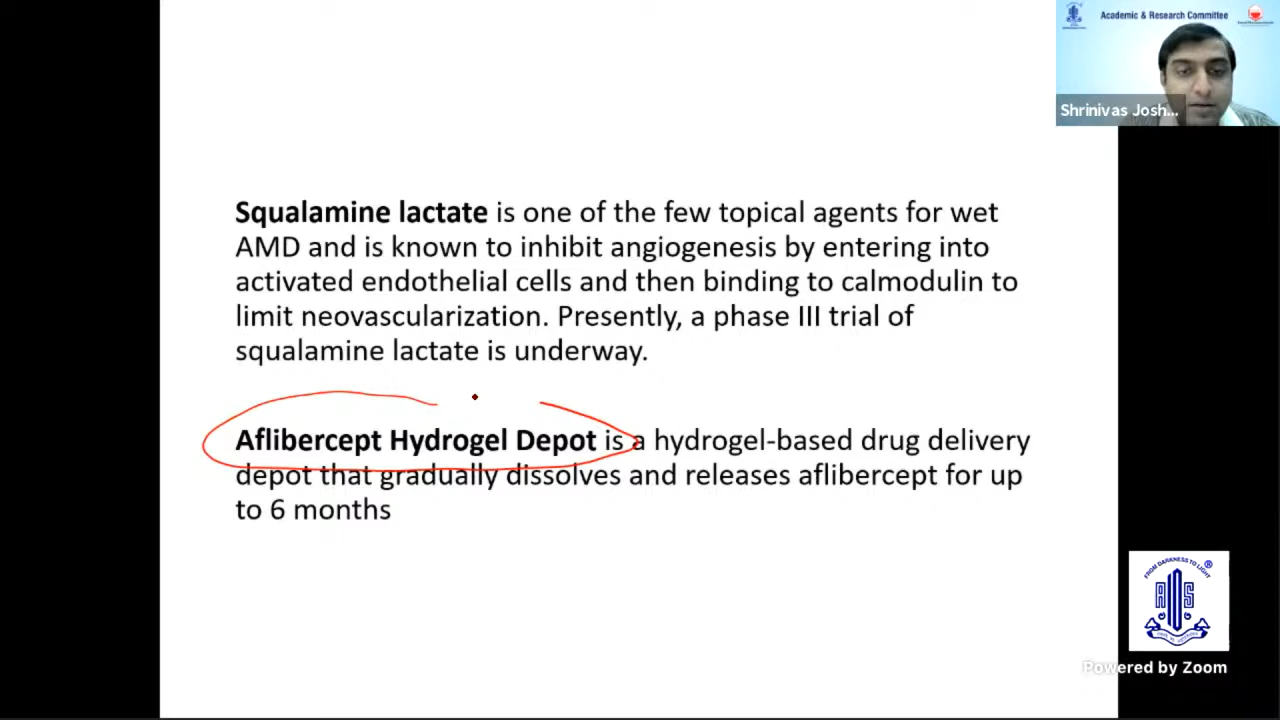 Academic & Research Committee
Shrinivas Josh...
Squalamine lactate is one of the few topical agents for wet
AMD and is known to inhibit angiogenesis by entering into
activated endothelial cells and then binding to calmodulin to
limit neovascularization. Presently, a phase III trial of
squalamine lactate is underway.
Aflibercept Hydrogel Depot is a hydrogel-based drug delivery
depot that gradually dissolves and releases aflibercept for up
to 6 months
FROM DARKNESS TO LIGHT
®
AIOS
Powered by Zoom